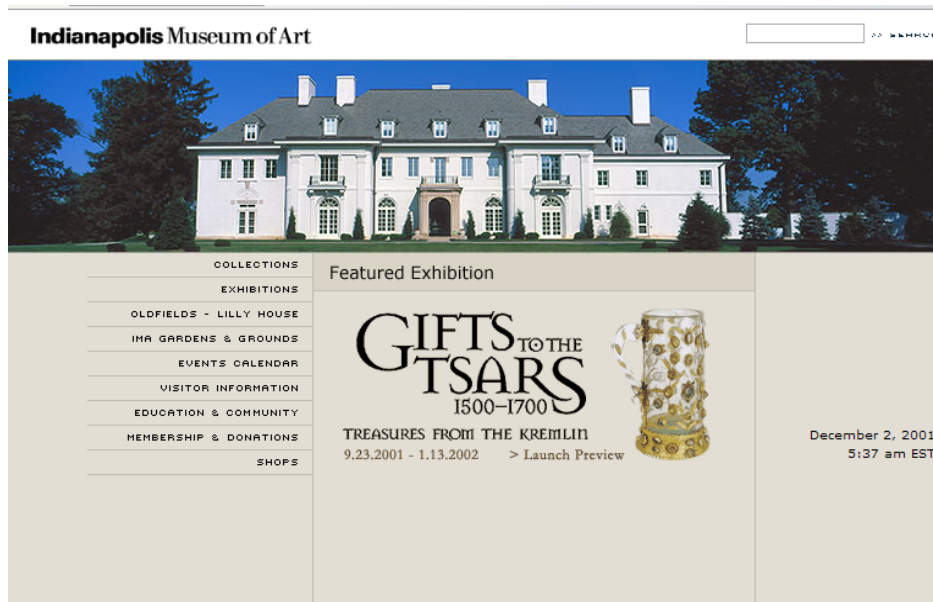 Indianapolis Museum of Art
>> SEARCH
COLLECTIONS
EXHIBITIONS
OLDFIELDS - LILLY HOUSE
IMA GARDENS & GROUNDS
EVENTS CALENDAR
VISITOR INFORMATION
EDUCATION & COMMUNITY
MEMBERSHIP & DONATIONS
SHOPS
Featured Exhibition
GIFTS TO THE
TSARS
1500–1700
TREASURES FROM THE KREMLIN
9.23.2001 - 1.13.2002 > Launch Preview
December 2, 2001
5:37 am EST